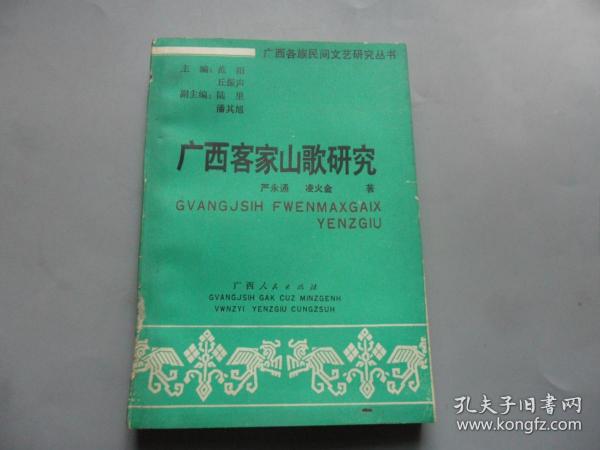 广西各族民间文艺研究丛书
主 编：范 阳
丘振声
副主编：陆 里
潘其旭
广西客家山歌研究
严永通 凌火金 著
GVANGJSIH FWENMAXGAIX
YENZGIU
广西人民出版社
GVANGJSIH GAK CUZ MINZGENH
VWNZYI YENZGIU CUNGZSUH
孔夫子旧书网
www.kongfz.com